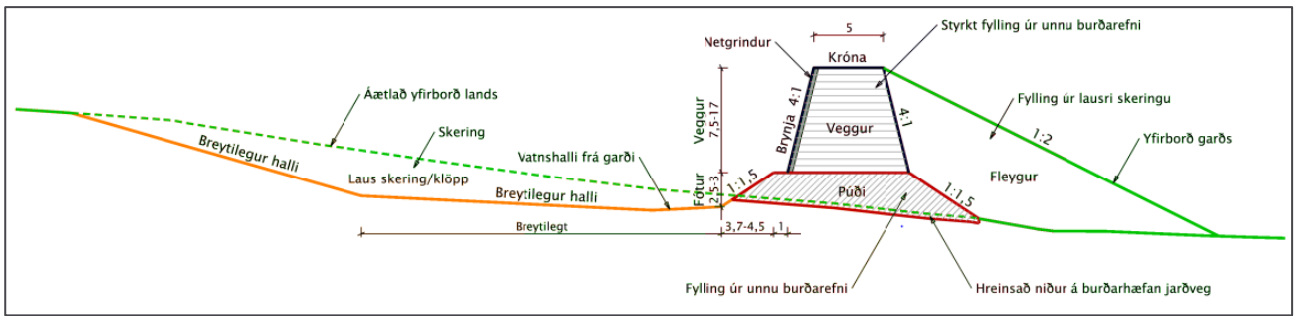 5
Styrkt fylling úr unnu burðarefni
Netgrindur
Króna
Áætlað yfirborð lands
Fylling úr lausri skeringu
Skering
Veggur
7,5-17
Brynja 4:1
Veggur
4:1
1:2
Yfirborð garðs
Breytilegur halli
Vatnshalli frá garði
Laus skering/klöpp
Fleygur
Breytilegur halli
Fótur
2,5-3
1:1,5
Púði
1:1,5
Breytilegt
3,7-4,5
1
Fylling úr unnu burðarefni
Hreinsað niður á burðarhæfan jarðveg